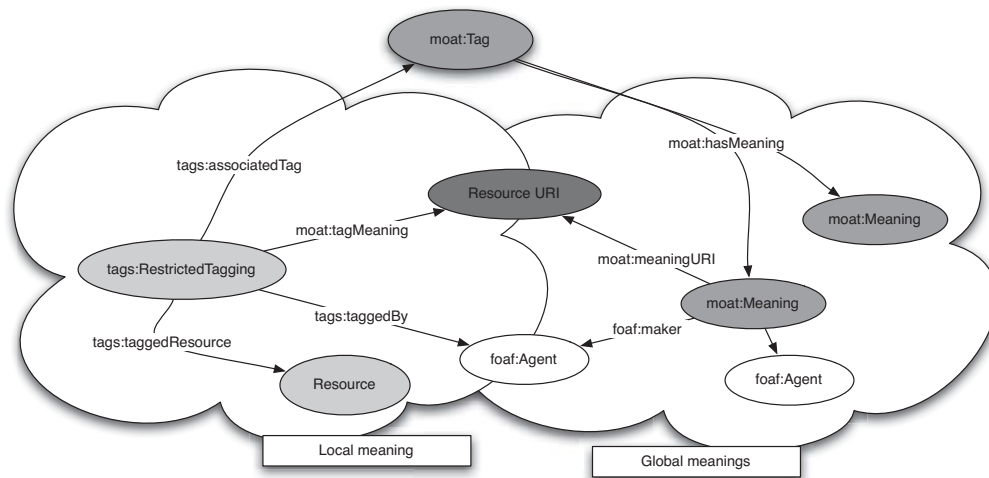 moat:Tag
moat:hasMeaning
tags:associatedTag
Resource URI
moat:Meaning
moat:tagMeaning
moat:meaningURI
tags:RestrictedTagging
moat:Meaning
tags:taggedBy
foaf:maker
tags:taggedResource
foaf:Agent
Resource
foaf:Agent
Local meaning
Global meanings